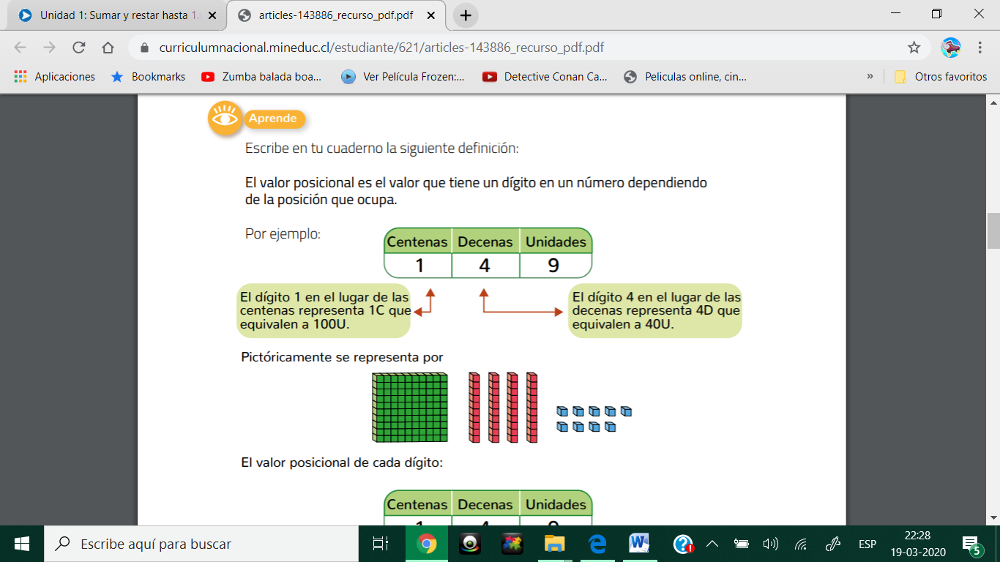 Unidad 1: Sumar y restar hasta 1.
articles-143886_recurso_pdf.pdf
curriculumnacional.mineduc.cl/estudiante/621/articles-143886_recurso_pdf.pdf
Aplicaciones Bookmarks Zumba balada boa... Ver Película Frozen:... Detective Conan Ca... Peliculas online, cin... » Otros favoritos
Aprende
Escribe en tu cuaderno la siguiente definición:
El valor posicional es el valor que tiene un dígito en un número dependiendo
de la posición que ocupa.
Por ejemplo:
Centenas Decenas Unidades
1 4 9
El dígito 1 en el lugar de las
centenas representa 1C que
equivalen a 100U.
El dígito 4 en el lugar de las
decenas representa 4D que
equivalen a 40U.
Pictóricamente se representa por
El valor posicional de cada dígito:
Centenas Decenas Unidades
1 4 9
Escribe aquí para buscar
ESP
22:28
19-03-2020
5